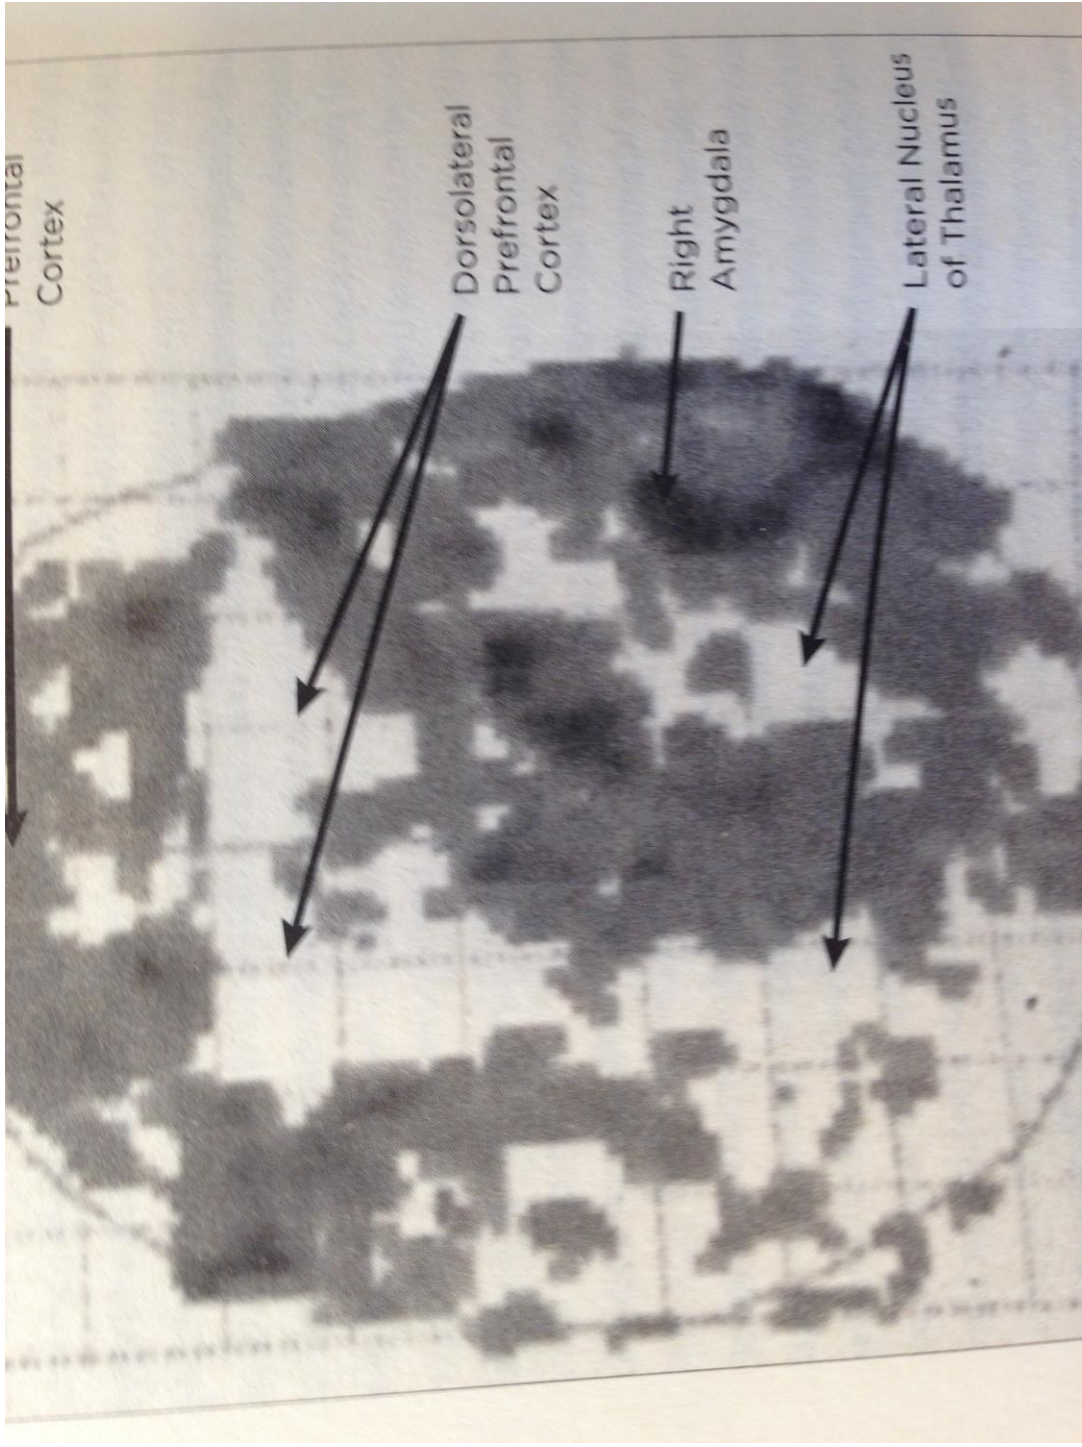 Cortex
Dorsolateral
Prefrontal
Cortex
Right
Amygdala
Lateral Nucleus
of Thalamus